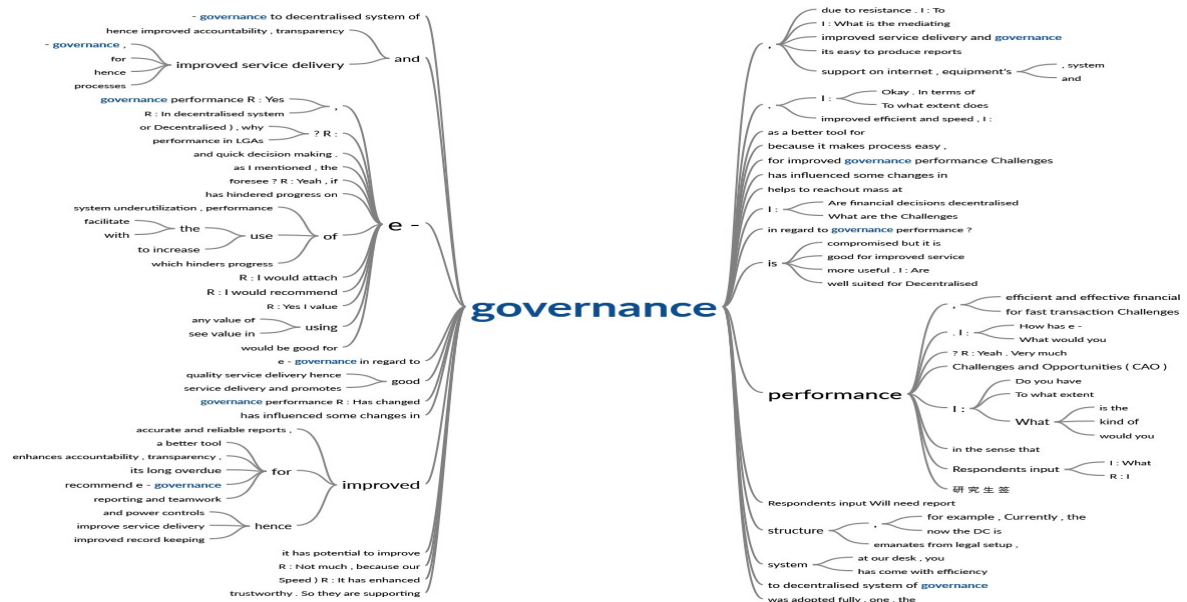 - governance to decentralised system of
hence improved accountability , transparency
and
- governance ,
for
hence
processes
improved service delivery
governance performance R : Yes
R : In decentralised system
,
or Decentralised ) , why
performance in LGAs
? R :
and quick decision making .
as I mentioned , the
foresee ? R : Yeah , if
has hindered progress on
e -
system underutilization , performance
facilitate
with
the
to increase
use
of
which hinders progress
R : I would attach
R : I would recommend
R : Yes I value
any value of
see value in
using
would be good for
e - governance in regard to
quality service delivery hence
service delivery and promotes
good
governance performance R : Has changed
has influenced some changes in
accurate and reliable reports ,
a better tool
enhances accountability , transparency ,
its long overdue
recommend e - governance
reporting and teamwork
for
improved
and power controls
improve service delivery
improved record keeping
hence
it has potential to improve
R : Not much , because our
Speed ) R : It has enhanced
trustworthy . So they are supporting
governance
due to resistance . I : To
I : What is the mediating
improved service delivery and governance
its easy to produce reports
support on internet , equipment's
, system
and
,
.
I :
Okay . In terms of
To what extent does
improved efficient and speed , I :
as a better tool for
because it makes process easy ,
for improved governance performance Challenges
has influenced some changes in
helps to reachout mass at
I :
Are financial decisions decentralised
What are the Challenges
in regard to governance performance ?
is
compromised but it is
good for improved service
more useful . I : Are
well suited for Decentralised
performance
,
efficient and effective financial
for fast transaction Challenges
. I :
How has e -
What would you
? R : Yeah . Very much
Challenges and Opportunities ( CAO )
I :
Do you have
To what extent
What
is the
kind of
would you
in the sense that
Respondents input
I : What
R : I
研 究 生 签
Respondents input Will need report
structure
.
for example , Currently , the
now the DC is
emanates from legal setup ,
system
at our desk , you
has come with efficiency
to decentralised system of governance
was adopted fully . one . the